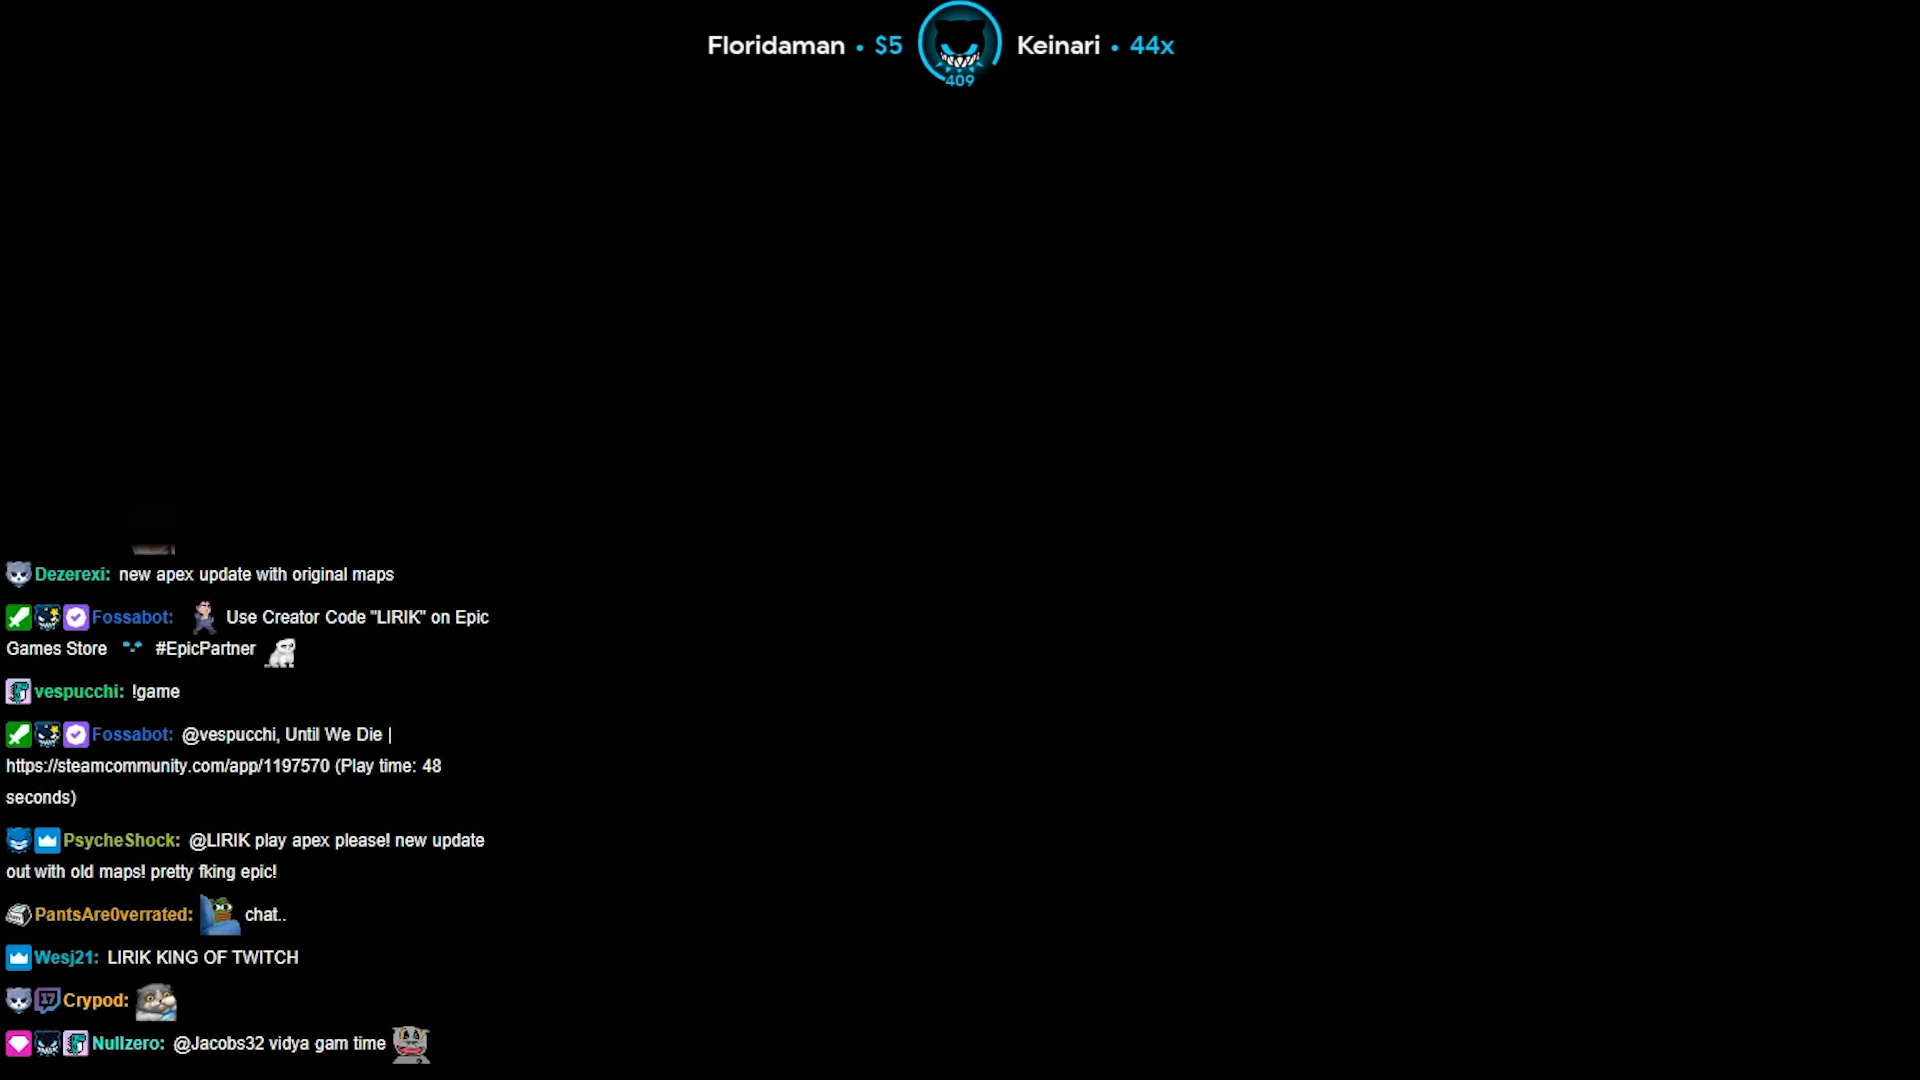 Floridaman • $5 409 Keinari • 44x
Dezerexi: new apex update with original maps
Fossabot: Use Creator Code "LIRIK" on Epic
Games Store #EpicPartner
vespucchi: !game
Fossabot: @vespucchi, Until We Die |
https://steamcommunity.com/app/1197570 (Play time: 48
seconds)
PsycheShock: @LIRIK play apex please! new update
out with old maps! pretty fking epic!
PantsAre0verrated: chat..
Wesj21: LIRIK KING OF TWITCH
17 Crypod:
Nullzero: @Jacobs32 vidya gam time